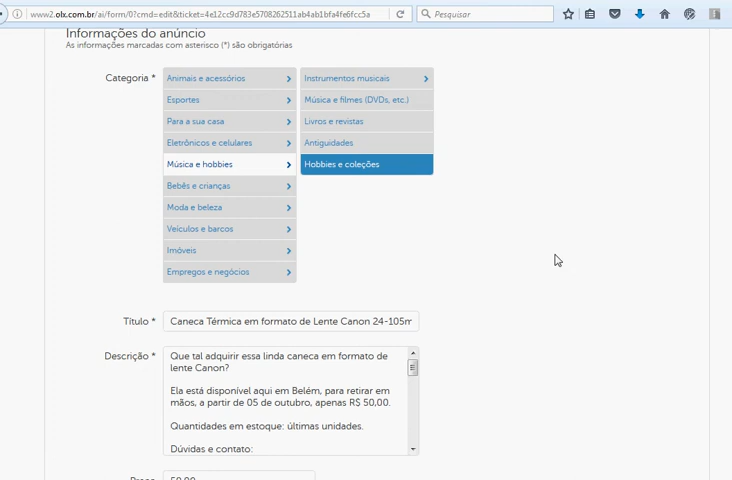 www2.olx.com.br/ai/form/0?cmd=edit&ticket=4e12cc9d783e5708262511ab4ab1bfa4fe6fcc5a
Pesquisar
Informações do anúncio
As informações marcadas com asterisco (*) são obrigatórias
Categoria *
Animais e acessórios
Instrumentos musicais
Esportes
Música e filmes (DVDs, etc.)
Para a sua casa
Livros e revistas
Eletrônicos e celulares
Antiguidades
Música e hobbies
Hobbies e coleções
Bebês e crianças
Moda e beleza
Veículos e barcos
Imóveis
Empregos e negócios
Título *
Caneca Térmica em formato de Lente Canon 24-105m
Descrição *
Que tal adquirir essa linda caneca em formato de
lente Canon?
Ela está disponível aqui em Belém, para retirar em
mãos, a partir de 05 de outubro, apenas R$ 50,00.
Quantidades em estoque: últimas unidades.
Dúvidas e contato:
Preço
50,00